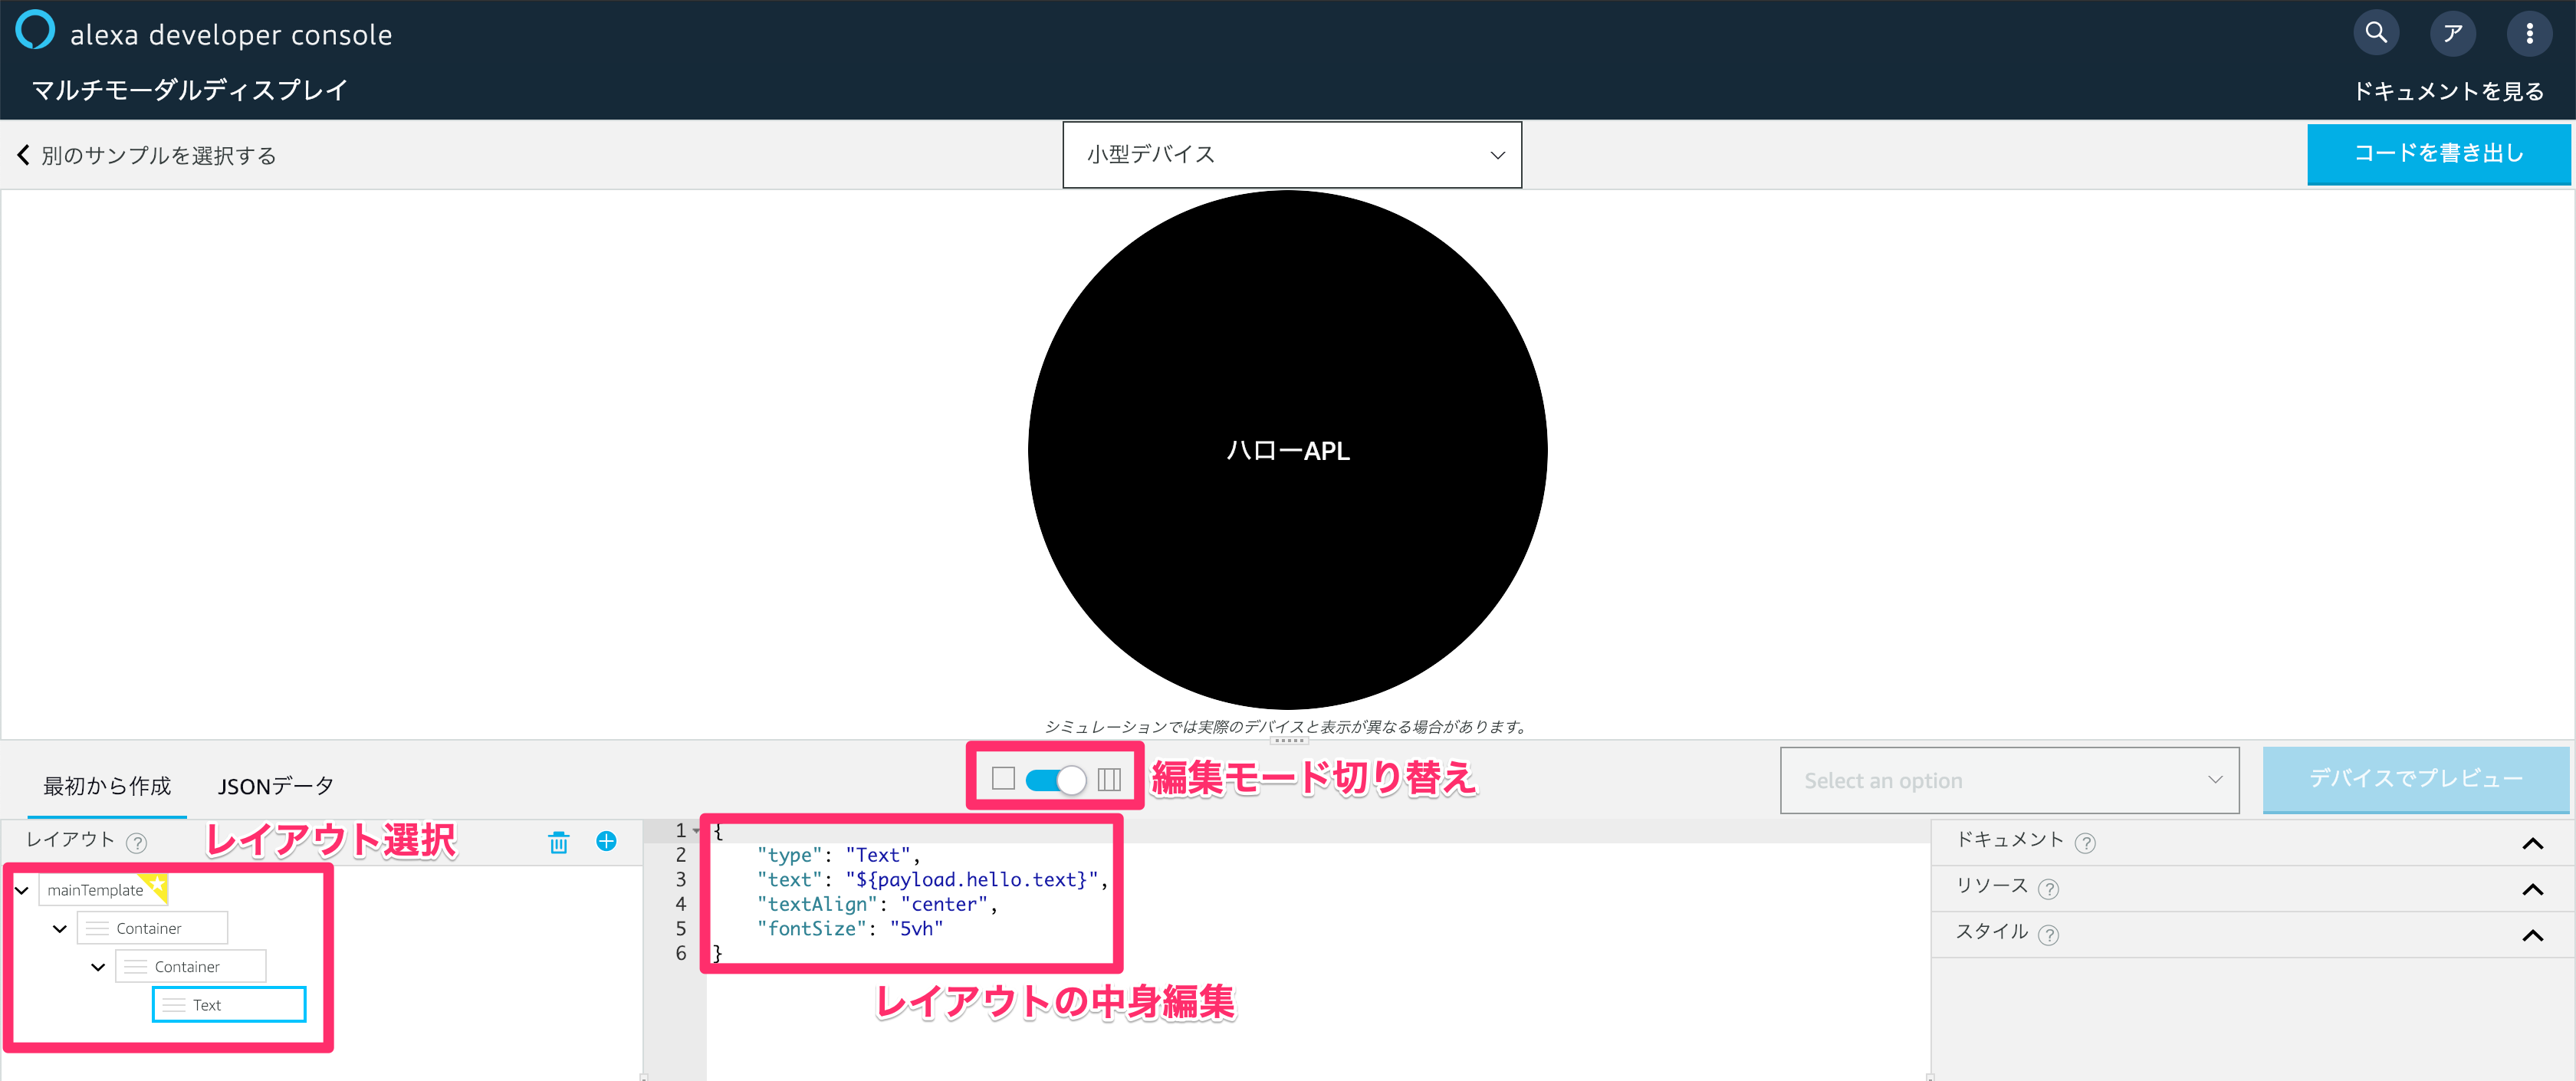 alexa developer console
ア
マルチモーダルディスプレイ
ドキュメントを見る
別のサンプルを選択する
小型デバイス
コードを書き出し
ハローAPL
シミュレーションでは実際のデバイスと表示が異なる場合があります。
最初から作成
JSONデータ
編集モード切り替え
Select an option
デバイスでプレビュー
レイアウト ?
レイアウト選択
mainTemplate
Container
Container
Text
1 {
2 "type": "Text",
3 "text": "${payload.hello.text}",
4 "textAlign": "center",
5 "fontSize": "5vh"
6 }
レイアウトの中身編集
ドキュメント ?
リソース ?
スタイル ?